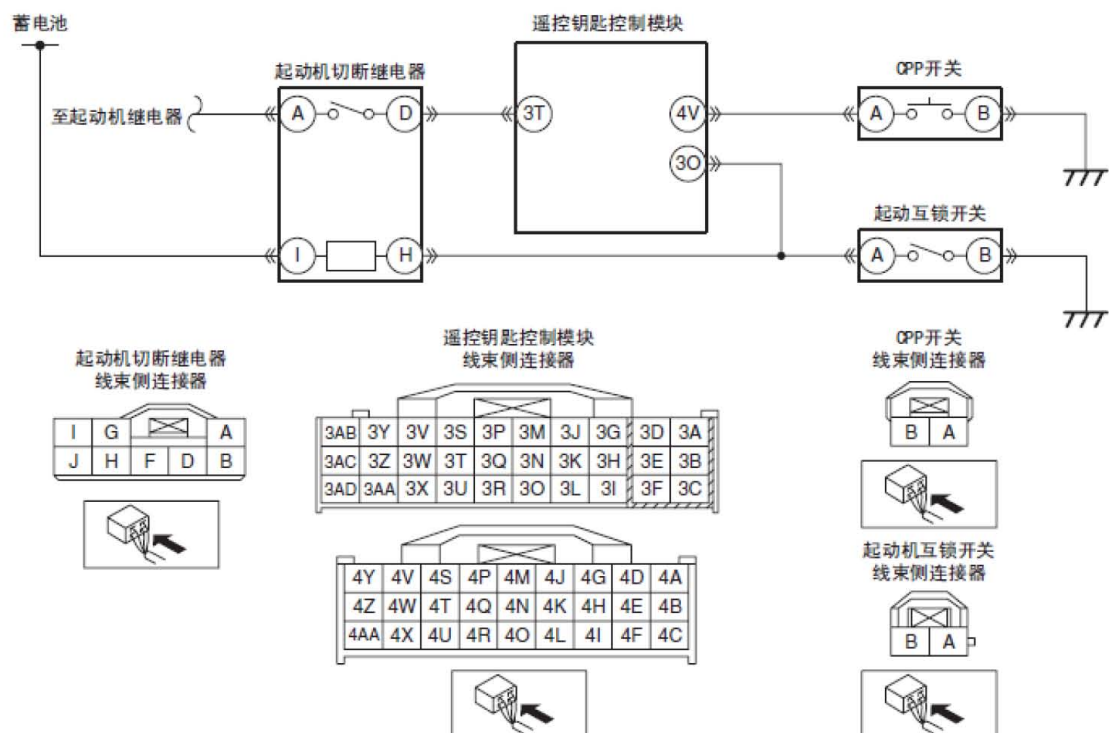 蓄电池
遥控钥匙控制模块
起动机切断继电器
CPP开关
至起动机继电器
A D 3T 4V A B
3O
起动互锁开关
I H A B
起动机切断继电器
线束侧连接器
遥控钥匙控制模块
线束侧连接器
CPP开关
线束侧连接器
I G A
J H F D B
3AB 3Y 3V 3S 3P 3M 3J 3G 3D 3A
3AC 3Z 3W 3T 3Q 3N 3K 3H 3E 3B
3AD 3AA 3X 3U 3R 3O 3L 3I 3F 3C
B A
4Y 4V 4S 4P 4M 4J 4G 4D 4A
4Z 4W 4T 4Q 4N 4K 4H 4E 4B
4AA 4X 4U 4R 4O 4L 4I 4F 4C
起动机互锁开关
线束侧连接器
B A